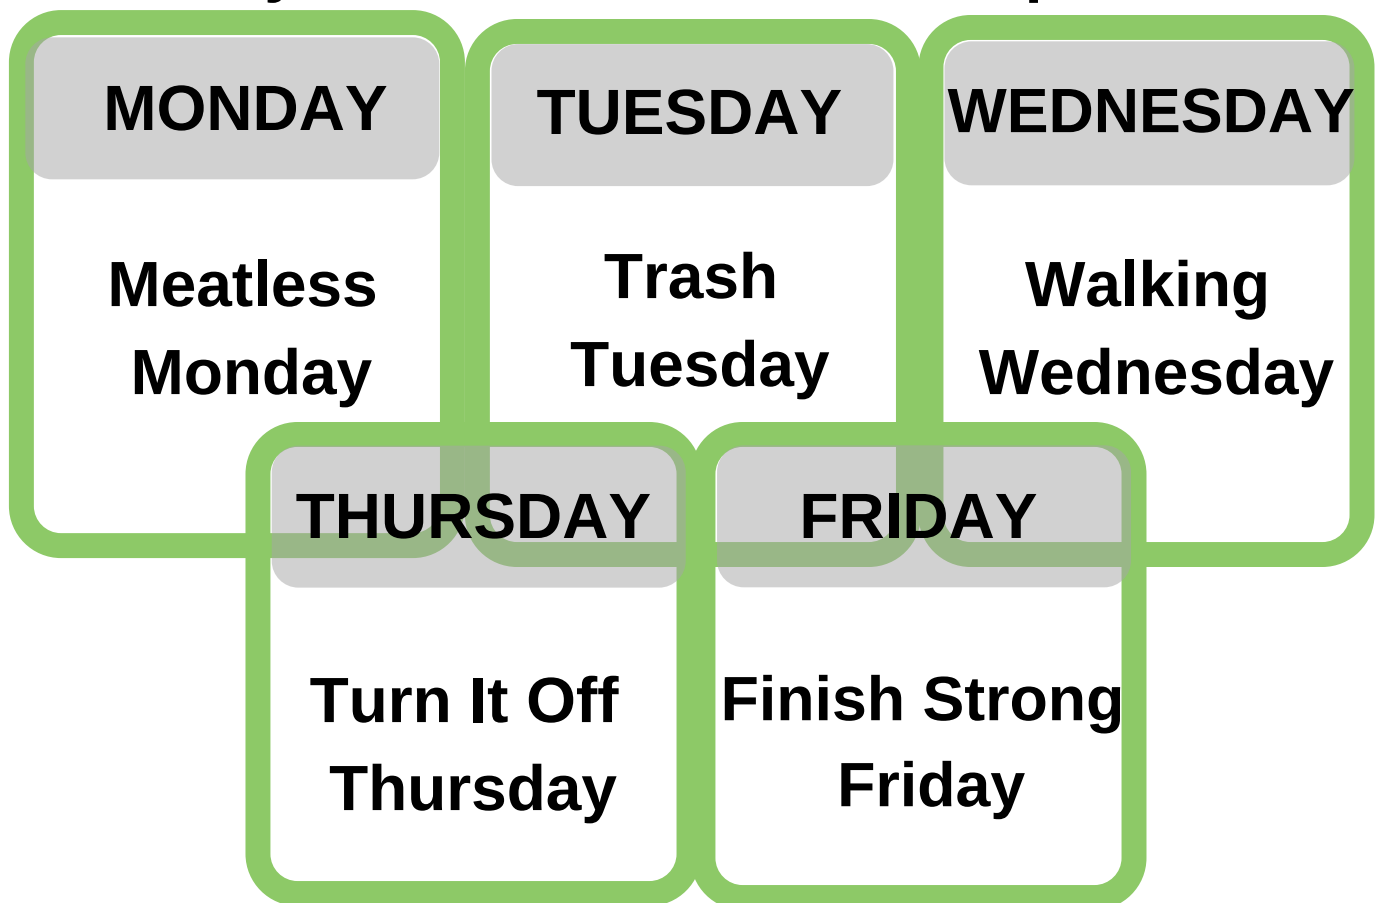 MONDAY
TUESDAY
WEDNESDAY
Meatless
Monday
Trash
Tuesday
Walking
Wednesday
THURSDAY
FRIDAY
Turn It Off
Thursday
Finish Strong
Friday